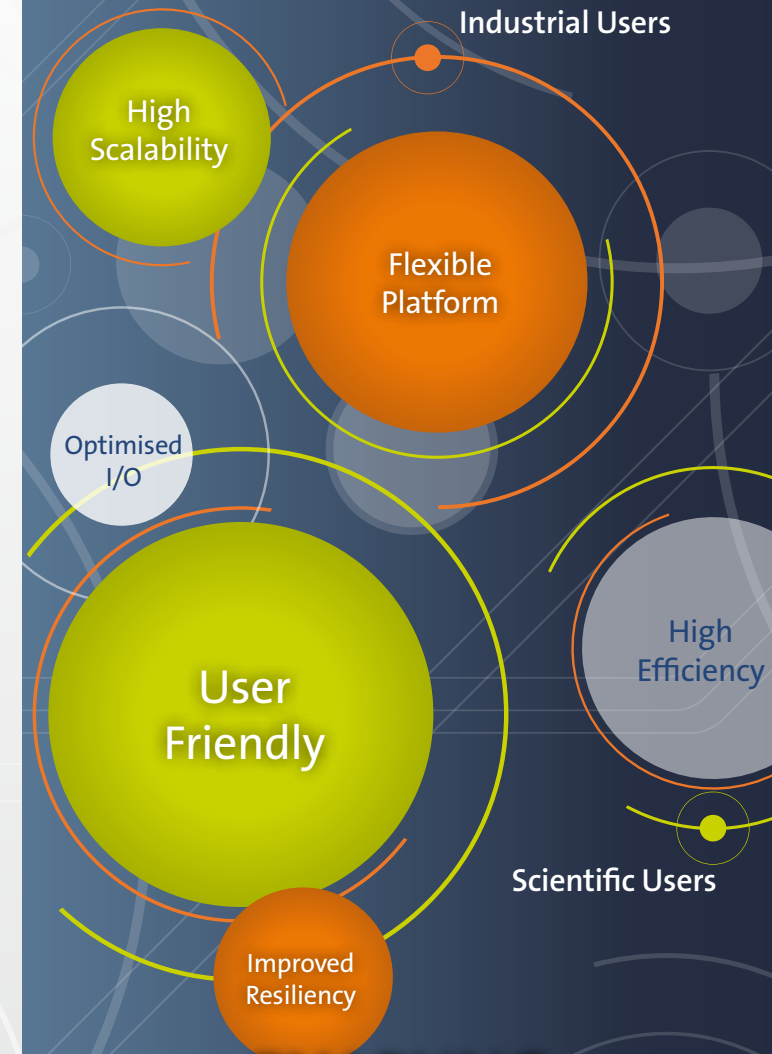 Industrial Users
High
Scalability
Flexible
Platform
Optimised
I/O
High
Efficiency
User
Friendly
Scientific Users
Improved
Resiliency